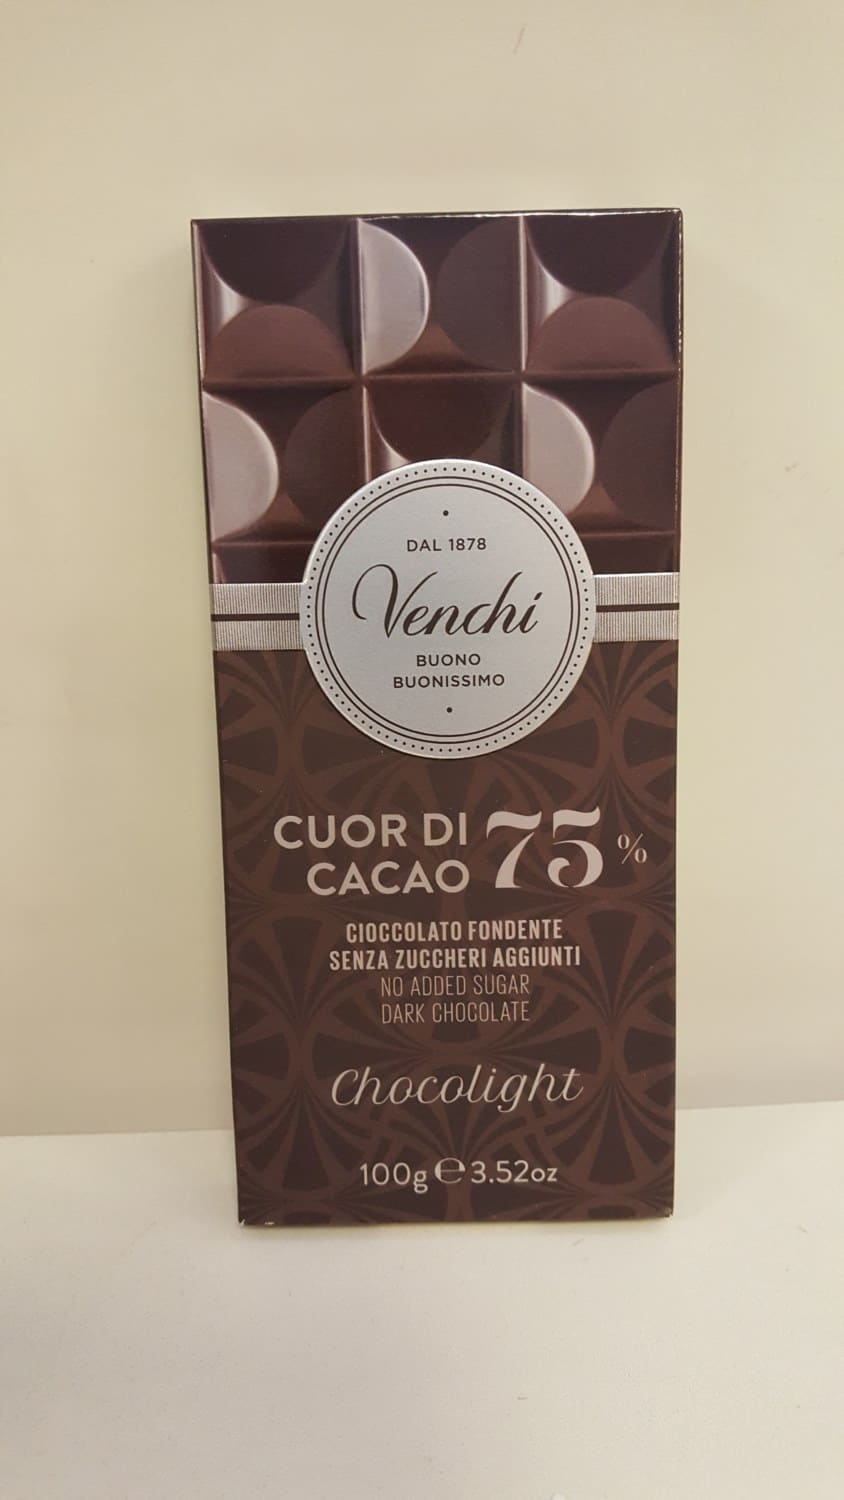 DAL 1878
Venchi
BUONO
BUONISSIMO
CUOR DI
CACAO 75%
CIOCCOLATO FONDENTE
SENZA ZUCCHERI AGGIUNTI
NO ADDED SUGAR
DARK CHOCOLATE
Chocolight
100g ℮ 3.52oz